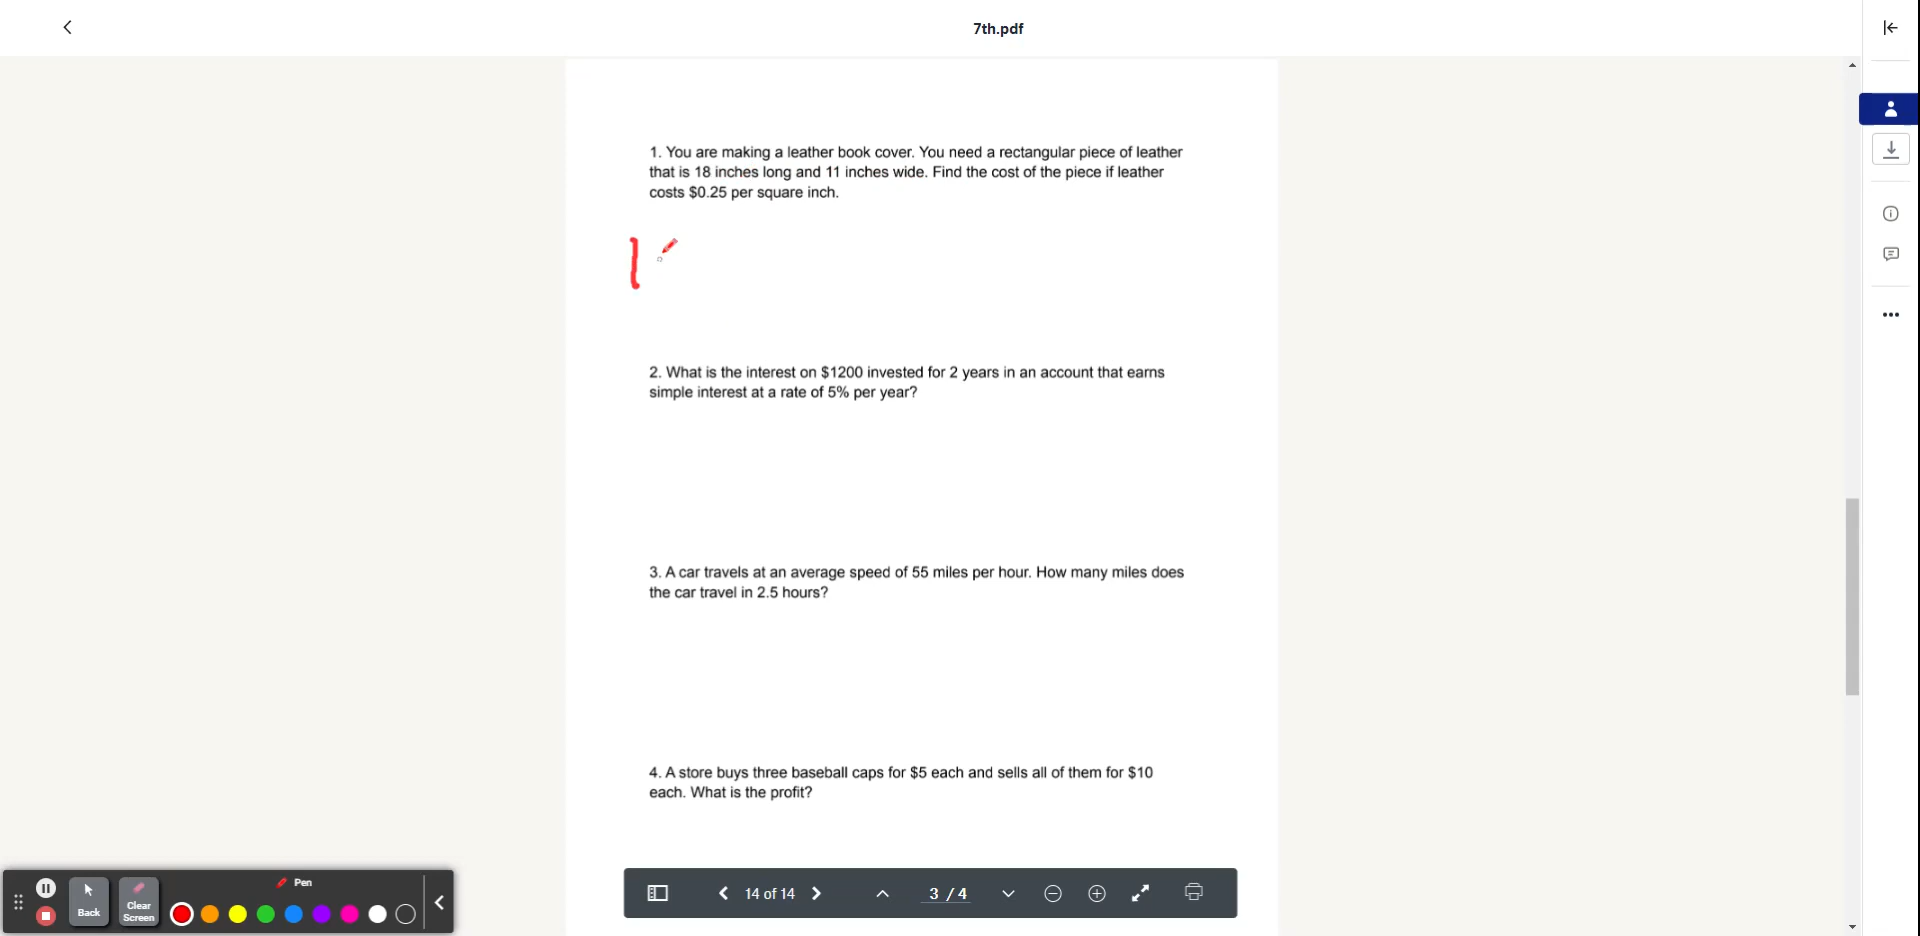 7th.pdf
1. You are making a leather book cover. You need a rectangular piece of leather
that is 18 inches long and 11 inches wide. Find the cost of the piece if leather
costs $0.25 per square inch.
1
2. What is the interest on $1200 invested for 2 years in an account that earns
simple interest at a rate of 5% per year?
3. A car travels at an average speed of 55 miles per hour. How many miles does
the car travel in 2.5 hours?
4. A store buys three baseball caps for $5 each and sells all of them for $10
each. What is the profit?
Back
Clear
Screen
Pen
14 of 14
3 / 4